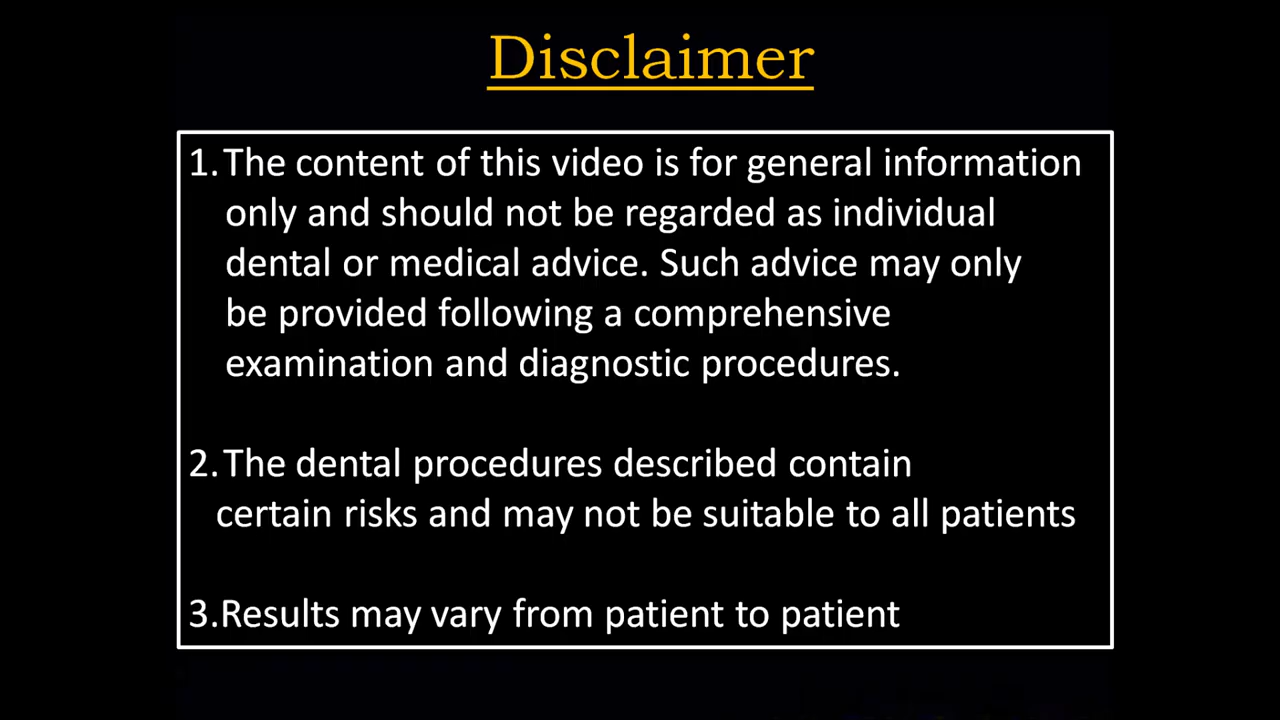 Disclaimer
1. The content of this video is for general information
only and should not be regarded as individual
dental or medical advice. Such advice may only
be provided following a comprehensive
examination and diagnostic procedures.
2. The dental procedures described contain
certain risks and may not be suitable to all patients
3.Results may vary from patient to patient